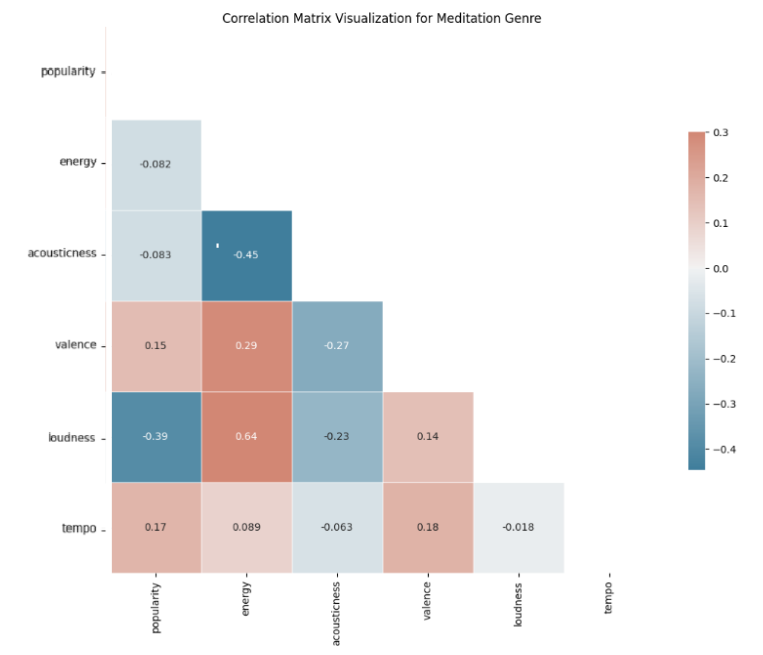 Correlation Matrix Visualization for Meditation Genre
popularity
energy
-0.082
acousticness
-0.083 -0.45
valence
0.15 0.29 -0.27
loudness
-0.39 0.64 -0.23 0.14
tempo
0.17 0.089 -0.063 0.18 -0.018
popularity
energy
acousticness
valence
loudness
tempo
0.3
0.2
0.1
0.0
−0.1
−0.2
−0.3
−0.4